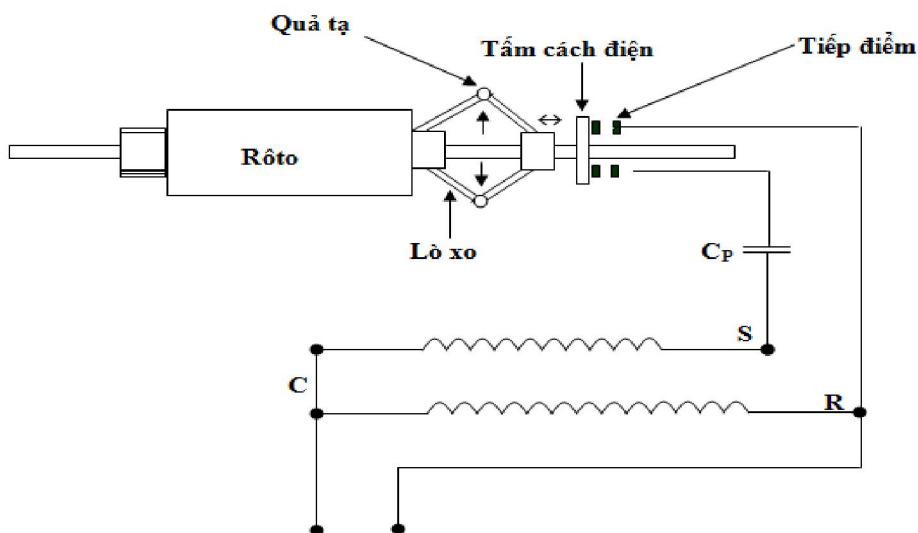 Quả tạ
Tấm cách điện
Tiếp điểm
Rôto
Lò xo
CP
S
C
R